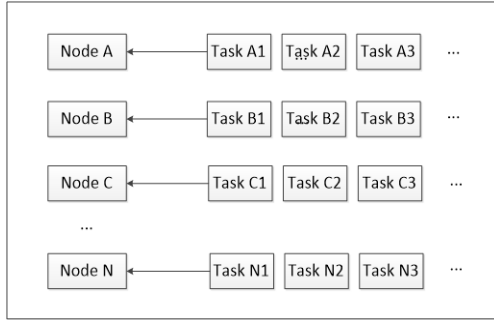 Node A Task A1 Task A2 Task A3 ...
...
Node B Task B1 Task B2 Task B3 ...
Node C Task C1 Task C2 Task C3 ...
...
Node N Task N1 Task N2 Task N3 ...